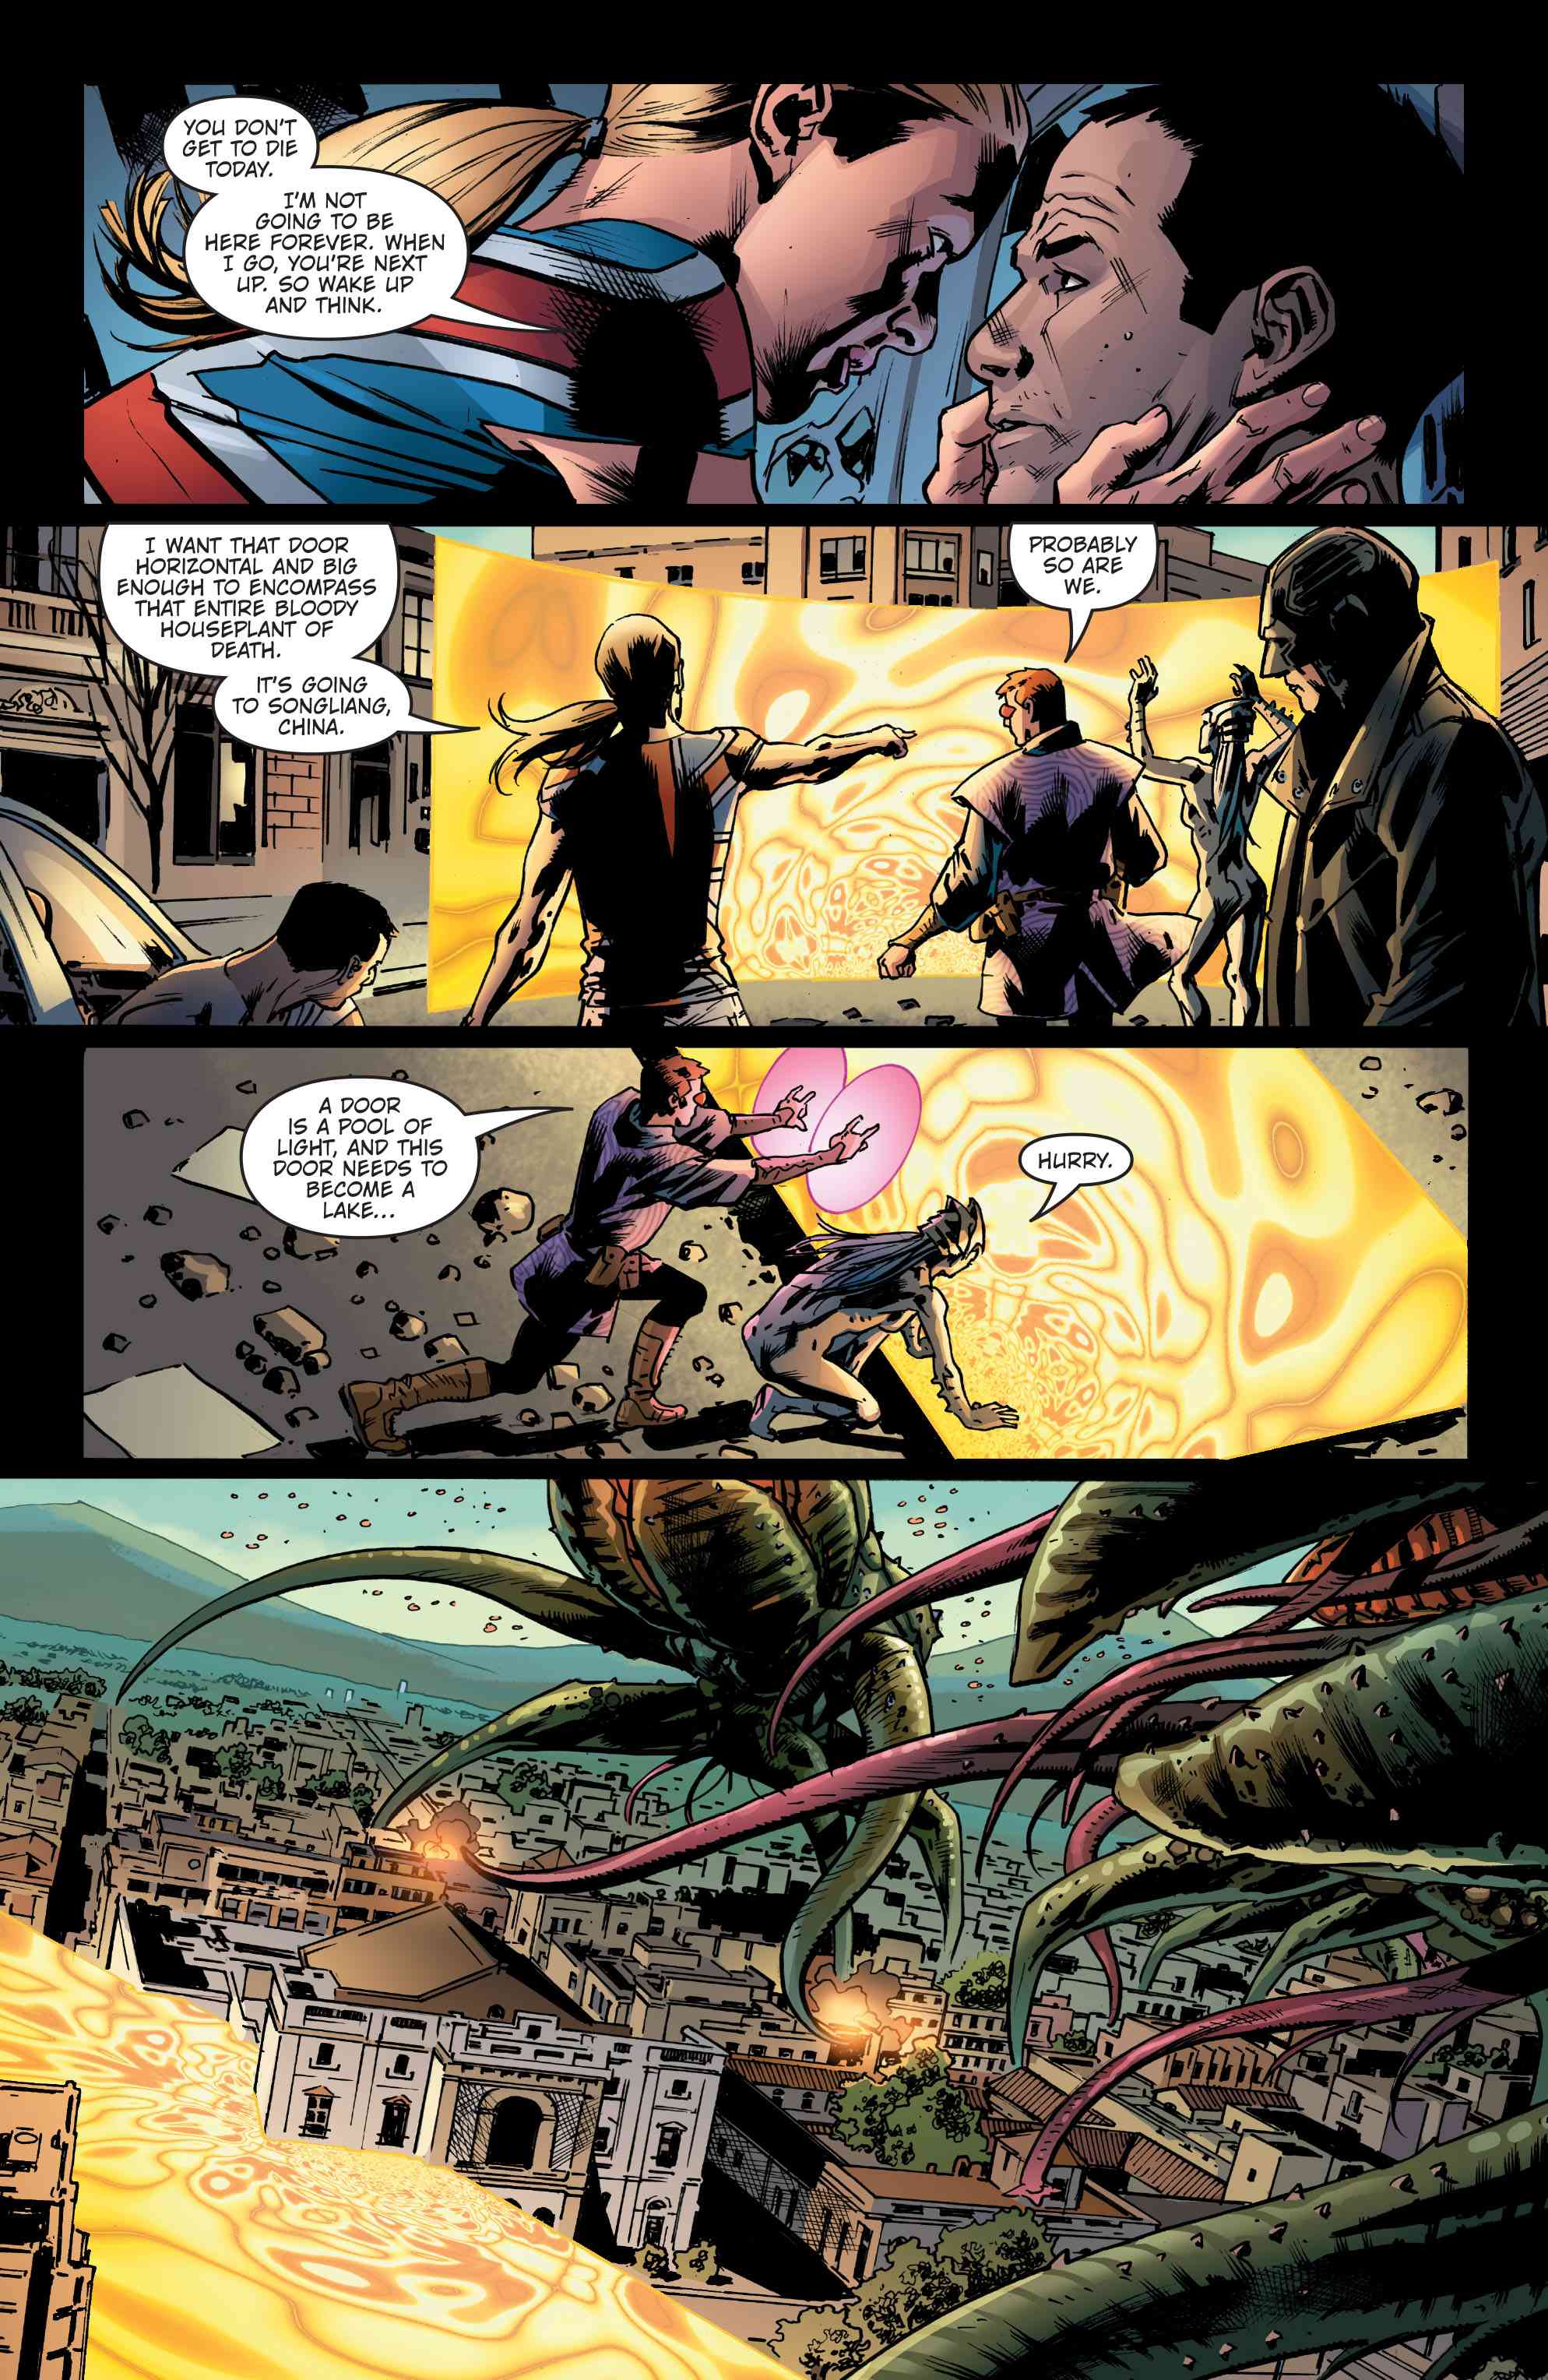 YOU DON'T
GET TO DIE
TODAY.
I'M NOT
GOING TO BE
HERE FOREVER. WHEN
I GO, YOU'RE NEXT
UP. SO WAKE UP
AND THINK.
I WANT THAT DOOR
HORIZONTAL AND BIG
ENOUGH TO ENCOMPASS
THAT ENTIRE BLOODY
HOUSEPLANT OF
DEATH.
IT'S GOING
TO SONGLIANG,
CHINA.
PROBABLY
SO ARE
WE.
A DOOR
IS A POOL OF
LIGHT, AND THIS
DOOR NEEDS TO
BECOME A
LAKE...
HURRY.